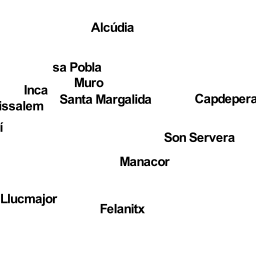 Alcúdia
sa Pobla
Muro
Inca
Santa Margalida
Capdepera
issalem
í
Son Servera
Manacor
Llucmajor
Felanitx